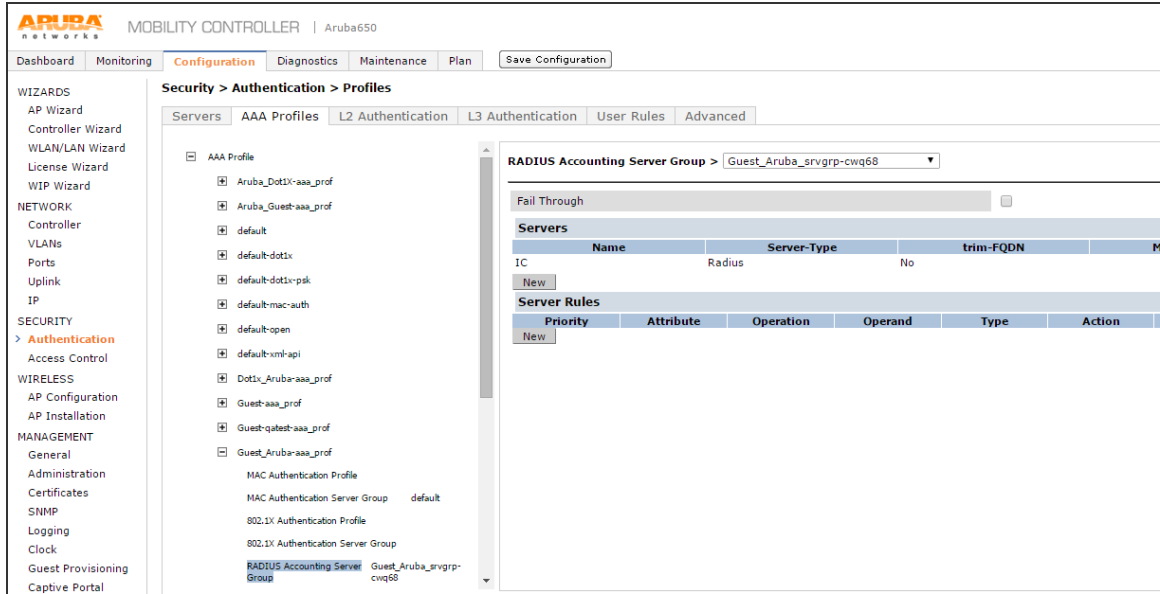 ARUBA
networks
MOBILITY CONTROLLER | Aruba650
Dashboard Monitoring Configuration Diagnostics Maintenance Plan Save Configuration
WIZARDS
AP Wizard
Controller Wizard
WLAN/LAN Wizard
License Wizard
WIP Wizard
NETWORK
Controller
VLANs
Ports
Uplink
IP
SECURITY
> Authentication
Access Control
WIRELESS
AP Configuration
AP Installation
MANAGEMENT
General
Administration
Certificates
SNMP
Logging
Clock
Guest Provisioning
Captive Portal
Security > Authentication > Profiles
Servers AAA Profiles L2 Authentication L3 Authentication User Rules Advanced
AAA Profile
Aruba_Dot1X-aaa_prof
Aruba_Guest-aaa_prof
default
default-dot1x
default-dot1x-psk
default-mac-auth
default-open
default-xml-api
Dot1x_Aruba-aaa_prof
Guest-aaa_prof
Guest-qatest-aaa_prof
Guest_Aruba-aaa_prof
MAC Authentication Profile
MAC Authentication Server Group default
802.1X Authentication Profile
802.1X Authentication Server Group
RADIUS Accounting Server Guest_Aruba_srvgrp-
Group cwq68
RADIUS Accounting Server Group > Guest_Aruba_srvgrp-cwq68
Fail Through
Servers
Name Server-Type trim-FQDN M
IC Radius No
New
Server Rules
Priority Attribute Operation Operand Type Action
New